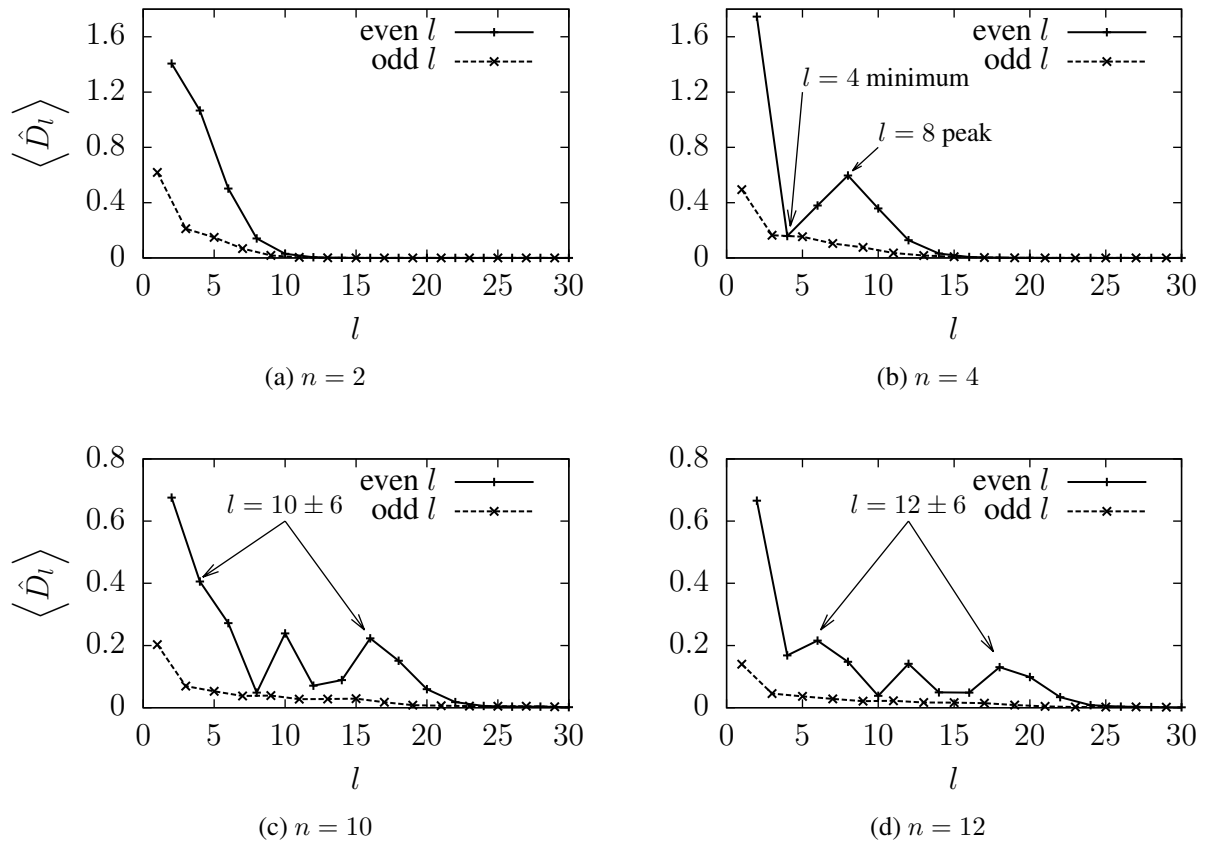 even l
odd l
⟨D̂_l⟩
1.6
1.2
0.8
0.4
0
0 5 10 15 20 25 30
l
(a) n = 2
even l
odd l
l = 4 minimum
l = 8 peak
1.6
1.2
0.8
0.4
0
0 5 10 15 20 25 30
l
(b) n = 4
even l
odd l
l = 10 ± 6
⟨D̂_l⟩
0.8
0.6
0.4
0.2
0
0 5 10 15 20 25 30
l
(c) n = 10
even l
odd l
l = 12 ± 6
0.8
0.6
0.4
0.2
0
0 5 10 15 20 25 30
l
(d) n = 12